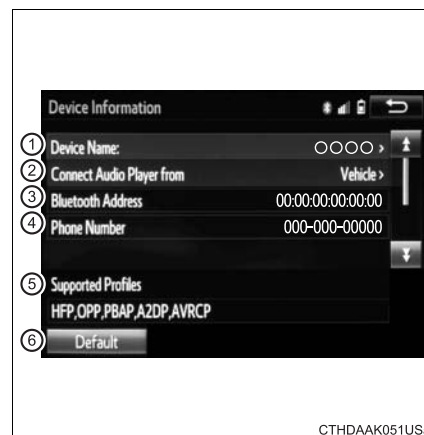 Device Information
① Device Name: ○○○○ >
② Connect Audio Player from Vehicle >
③ Bluetooth Address 00:00:00:00:00:00
④ Phone Number 000-000-00000
⑤ Supported Profiles
HFP,OPP,PBAP,A2DP,AVRCP
⑥ Default
CTHDAAK051US